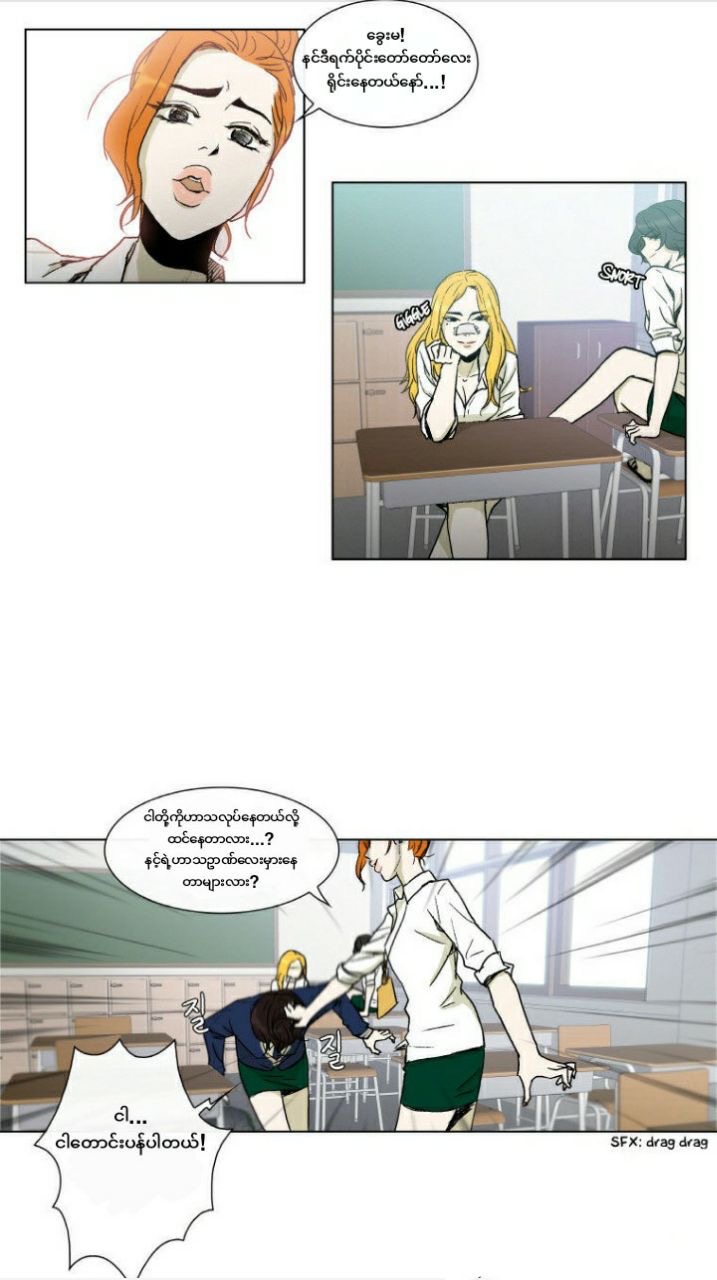 ခွေးမ!
နင်ဒီရက်ပိုင်းတော်တော်လေး
ရိုင်းနေတယ်နော်...!
GIGGLE
SNORT
ငါတို့ကိုဟာသလုပ်နေတယ်လို့
ထင်နေတာလား...?
နင့်ရဲ့ဟာသဥာဏ်လေးမှားနေ
တာများလား?
질
질
ငါ...
ငါတောင်းပန်ပါတယ်!
SFX: drag drag